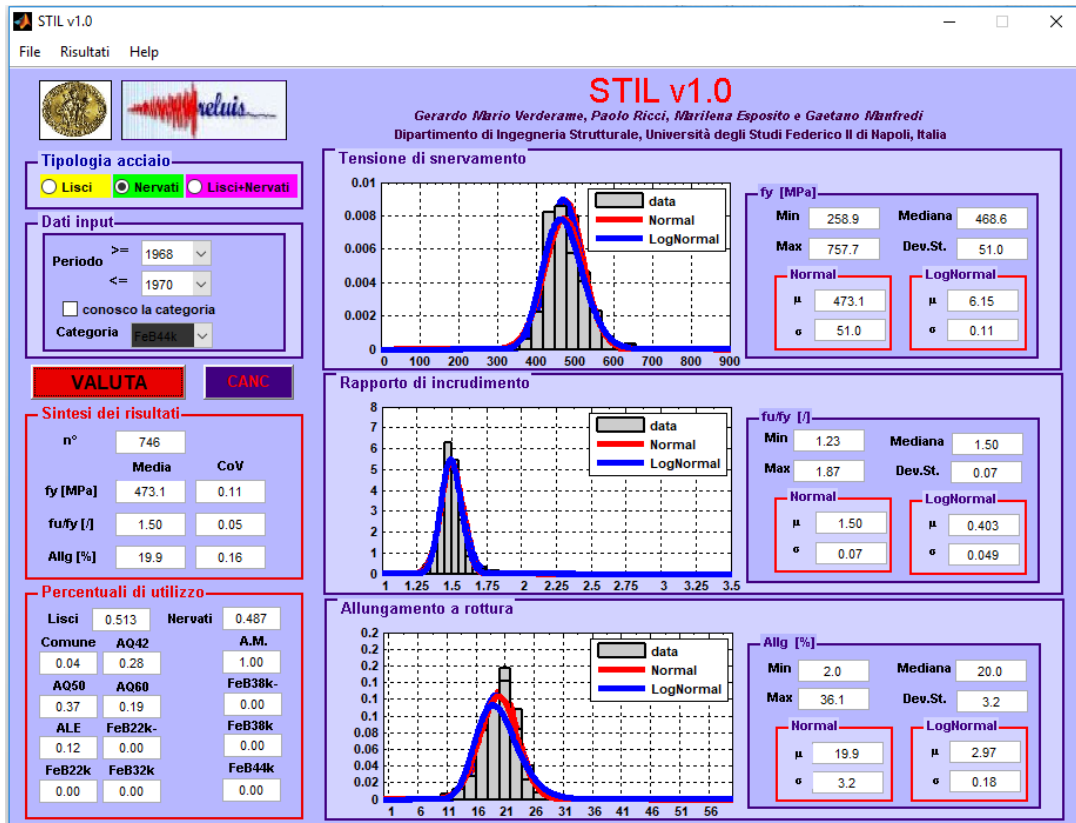 STIL v1.0
File Risultati Help
reluis
STIL v1.0
Gerardo Mario Verderame, Paolo Ricci, Marilena Esposito e Gaetano Manfredi
Dipartimento di Ingegneria Strutturale, Università degli Studi Federico II di Napoli, Italia
Tipologia acciaio
Lisci Nervati Lisci+Nervati
Dati input
Periodo >= 1968
<= 1970
conosco la categoria
Categoria FeB44k
VALUTA CANC
Sintesi dei risultati
n° 746
Media CoV
fy [MPa] 473.1 0.11
fu/fy [/] 1.50 0.05
Allg [%] 19.9 0.16
Percentuali di utilizzo
Lisci 0.513 Nervati 0.487
Comune AQ42 A.M.
0.04 0.28 1.00
AQ50 AQ60 FeB38k-
0.37 0.19 0.00
ALE FeB22k- FeB38k
0.12 0.00 0.00
FeB22k FeB32k FeB44k
0.00 0.00 0.00
Tensione di snervamento
0.01
0.008
0.006
0.004
0.002
0
0 100 200 300 400 500 600 700 800 900
data
Normal
LogNormal
fy [MPa]
Min 258.9 Mediana 468.6
Max 757.7 Dev.St. 51.0
Normal LogNormal
μ 473.1 μ 6.15
σ 51.0 σ 0.11
Rapporto di incrudimento
8
7
6
5
4
3
2
1
0
1 1.25 1.5 1.75 2 2.25 2.5 2.75 3 3.25 3.5
data
Normal
LogNormal
fu/fy [/]
Min 1.23 Mediana 1.50
Max 1.87 Dev.St. 0.07
Normal LogNormal
μ 1.50 μ 0.403
σ 0.07 σ 0.049
Allungamento a rottura
0.2
0.2
0.2
0.1
0.1
0.1
0.08
0.06
0.04
0.02
0
1 6 11 16 21 26 31 36 41 46 51 56
data
Normal
LogNormal
Allg [%]
Min 2.0 Mediana 20.0
Max 36.1 Dev.St. 3.2
Normal LogNormal
μ 19.9 μ 2.97
σ 3.2 σ 0.18